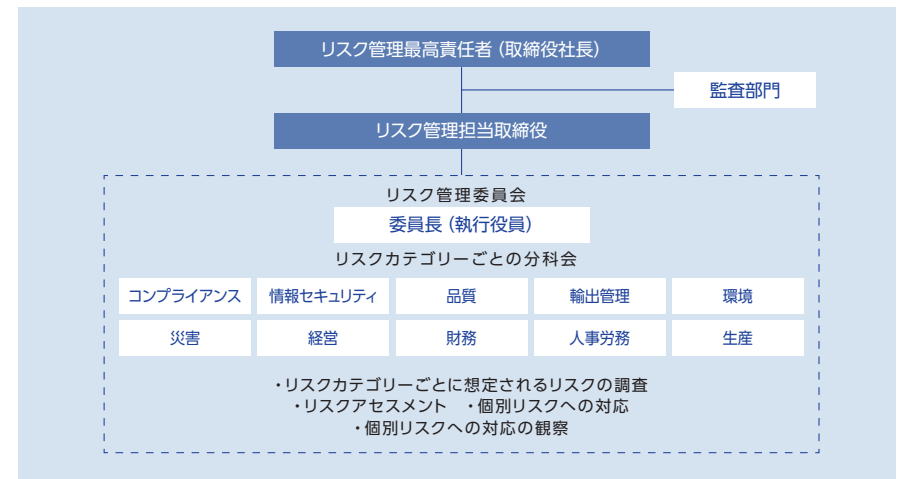 リスク管理最高責任者（取締役社長）
監査部門
リスク管理担当取締役
リスク管理委員会
委員長（執行役員）
リスクカテゴリーごとの分科会
コンプライアンス 情報セキュリティ 品質 輸出管理 環境
災害 経営 財務 人事労務 生産
・リスクカテゴリーごとに想定されるリスクの調査
・リスクアセスメント ・個別リスクへの対応
・個別リスクへの対応の観察